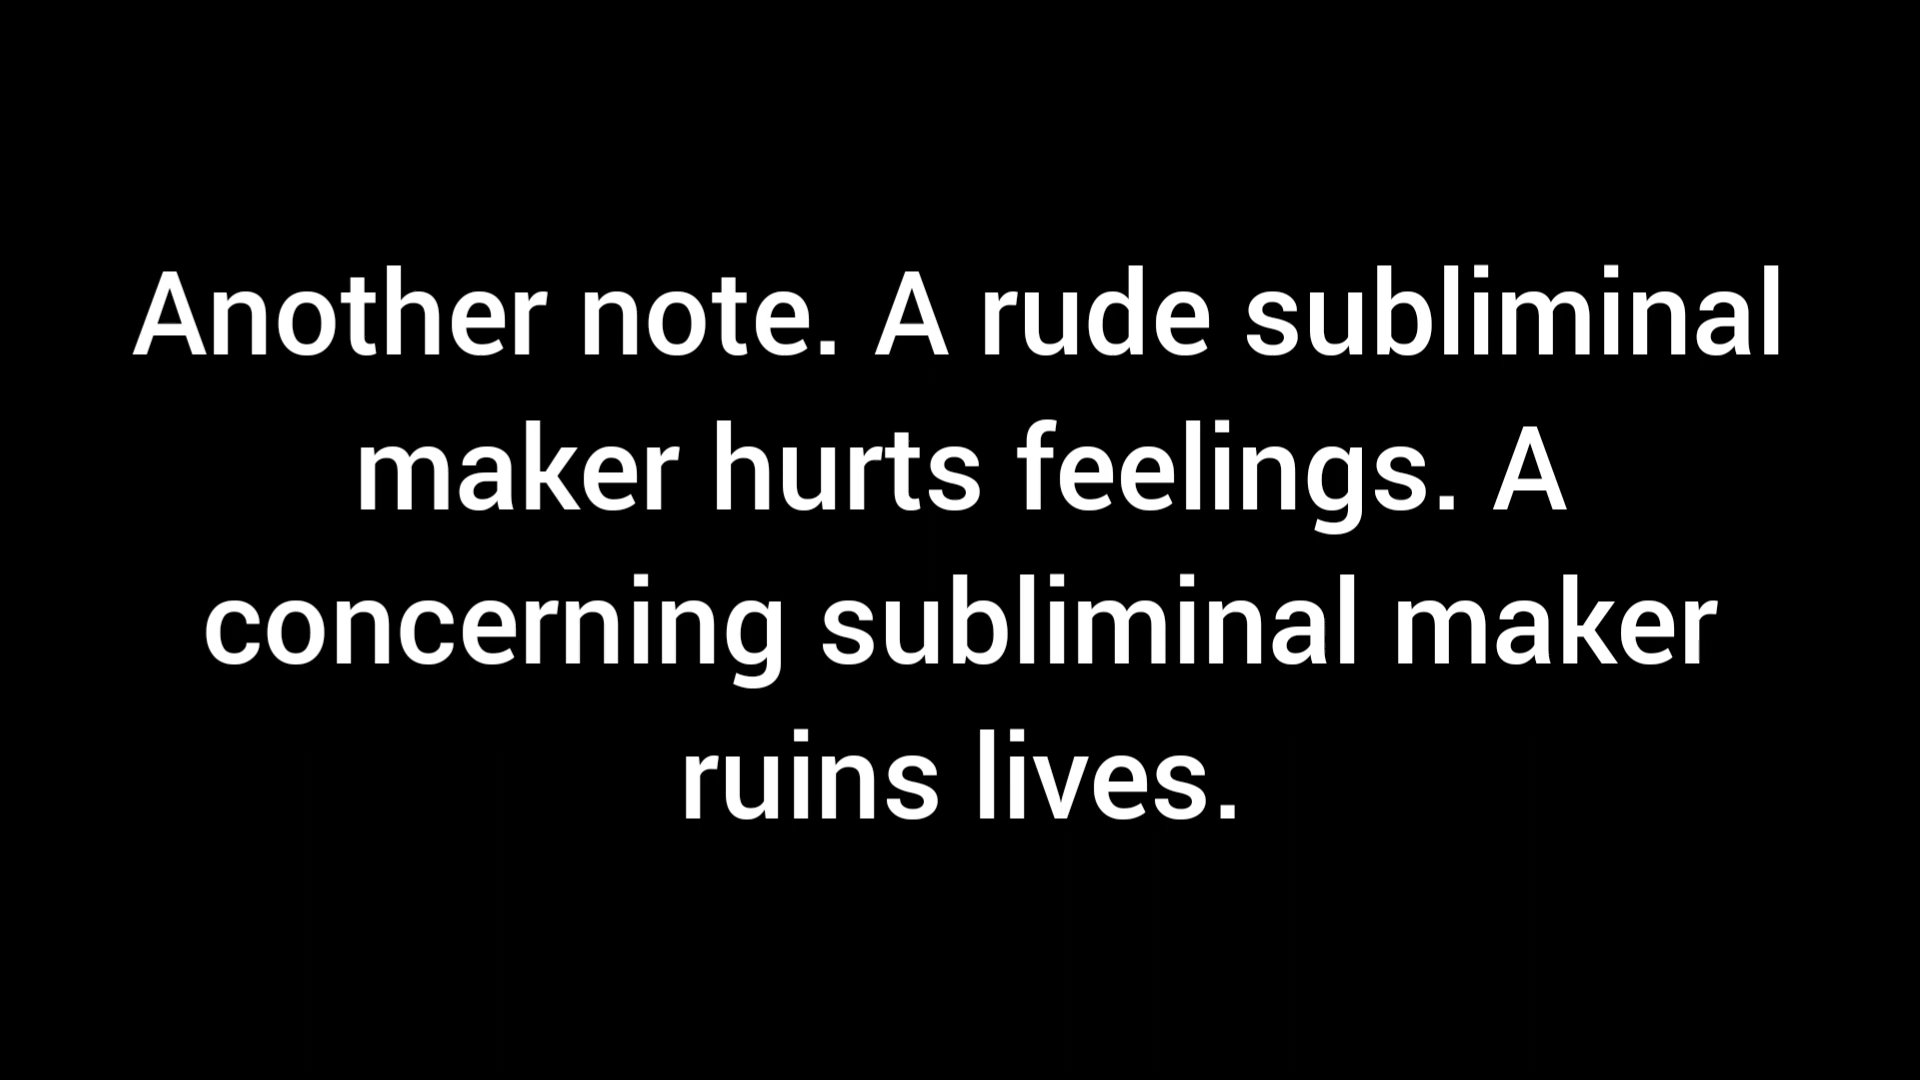 Another note. A rude subliminal
maker hurts feelings. A
concerning subliminal maker
ruins lives.